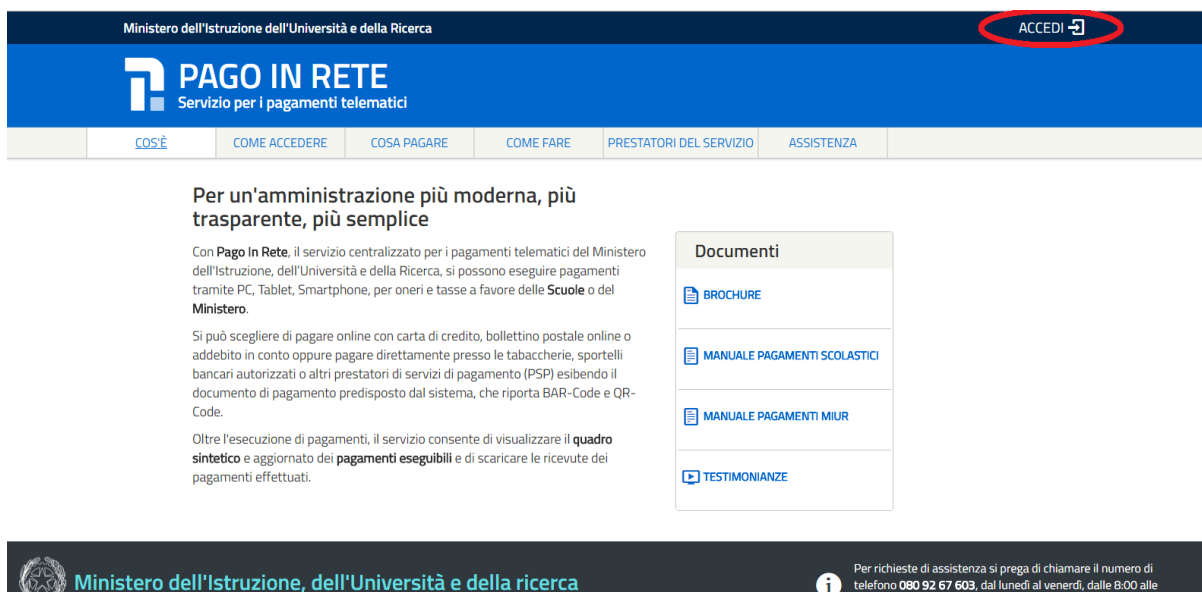 Ministero dell'Istruzione dell'Università e della Ricerca
ACCEDI
PAGO IN RETE
Servizio per i pagamenti telematici
COS'È
COME ACCEDERE
COSA PAGARE
COME FARE
PRESTATORI DEL SERVIZIO
ASSISTENZA
Per un'amministrazione più moderna, più
trasparente, più semplice
Con Pago In Rete, il servizio centralizzato per i pagamenti telematici del Ministero
dell'Istruzione, dell'Università e della Ricerca, si possono eseguire pagamenti
tramite PC, Tablet, Smartphone, per oneri e tasse a favore delle Scuole o del
Ministero.
Si può scegliere di pagare online con carta di credito, bollettino postale online o
addebito in conto oppure pagare direttamente presso le tabaccherie, sportelli
bancari autorizzati o altri prestatori di servizi di pagamento (PSP) esibendo il
documento di pagamento predisposto dal sistema, che riporta BAR-Code e QR-
Code.
Oltre l'esecuzione di pagamenti, il servizio consente di visualizzare il quadro
sintetico e aggiornato dei pagamenti eseguibili e di scaricare le ricevute dei
pagamenti effettuati.
Documenti
BROCHURE
MANUALE PAGAMENTI SCOLASTICI
MANUALE PAGAMENTI MIUR
TESTIMONIANZE
Ministero dell'Istruzione, dell'Università e della ricerca
Per richieste di assistenza si prega di chiamare il numero di
telefono 080 92 67 603, dal lunedì al venerdì, dalle 8:00 alle